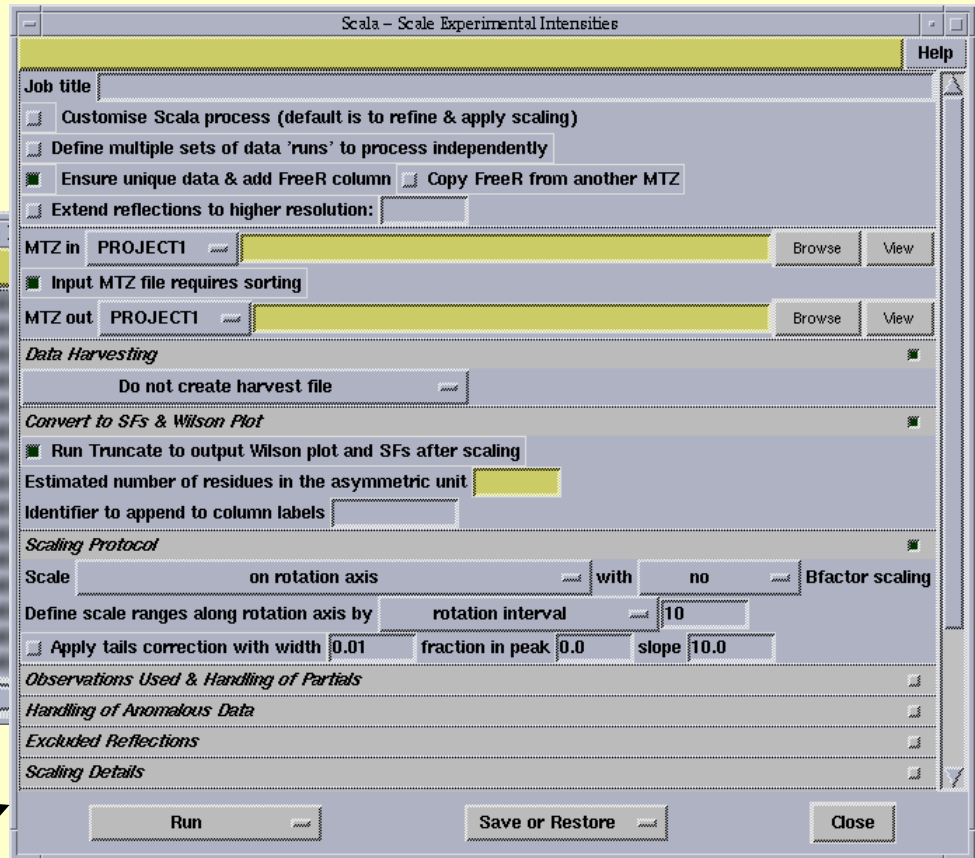 Scala – Scale Experimental Intensities
Help
Job title
Customise Scala process (default is to refine & apply scaling)
Define multiple sets of data 'runs' to process independently
Ensure unique data & add FreeR column Copy FreeR from another MTZ
Extend reflections to higher resolution:
MTZ in PROJECT1 Browse View
Input MTZ file requires sorting
MTZ out PROJECT1 Browse View
Data Harvesting
Do not create harvest file
Convert to SFs & Wilson Plot
Run Truncate to output Wilson plot and SFs after scaling
Estimated number of residues in the asymmetric unit
Identifier to append to column labels
Scaling Protocol
Scale on rotation axis with no Bfactor scaling
Define scale ranges along rotation axis by rotation interval 10
Apply tails correction with width 0.01 fraction in peak 0.0 slope 10.0
Observations Used & Handling of Partials
Handling of Anomalous Data
Excluded Reflections
Scaling Details
Run Save or Restore Close